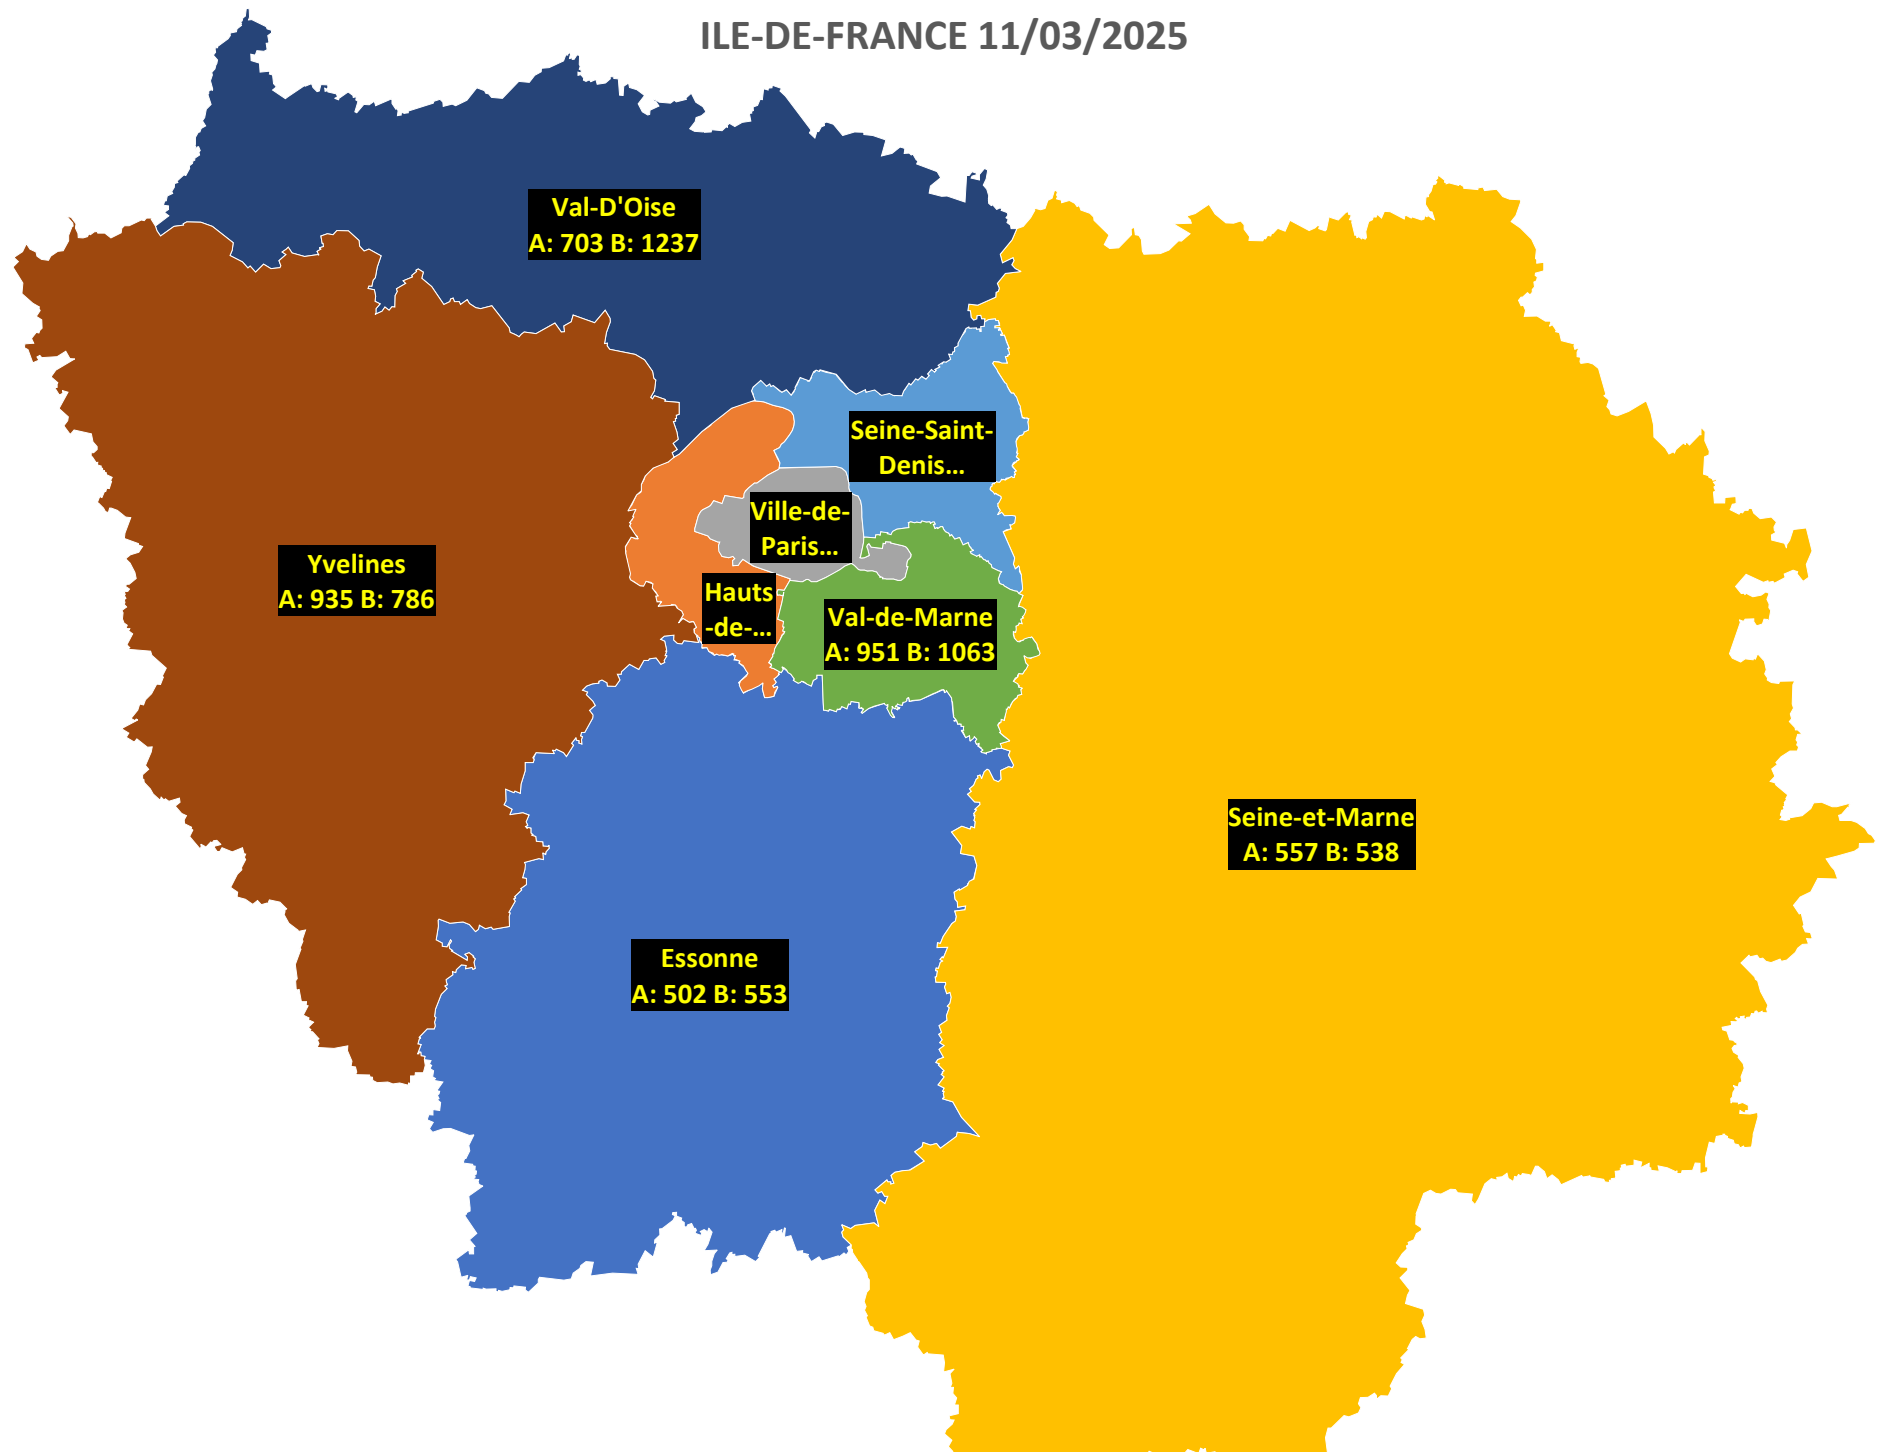 ILE-DE-FRANCE 11/03/2025
Val-D'Oise
A: 703 B: 1237
Seine-Saint-
Denis...
Ville-de-
Paris...
Yvelines
A: 935 B: 786
Hauts
-de-...
Val-de-Marne
A: 951 B: 1063
Seine-et-Marne
A: 557 B: 538
Essonne
A: 502 B: 553